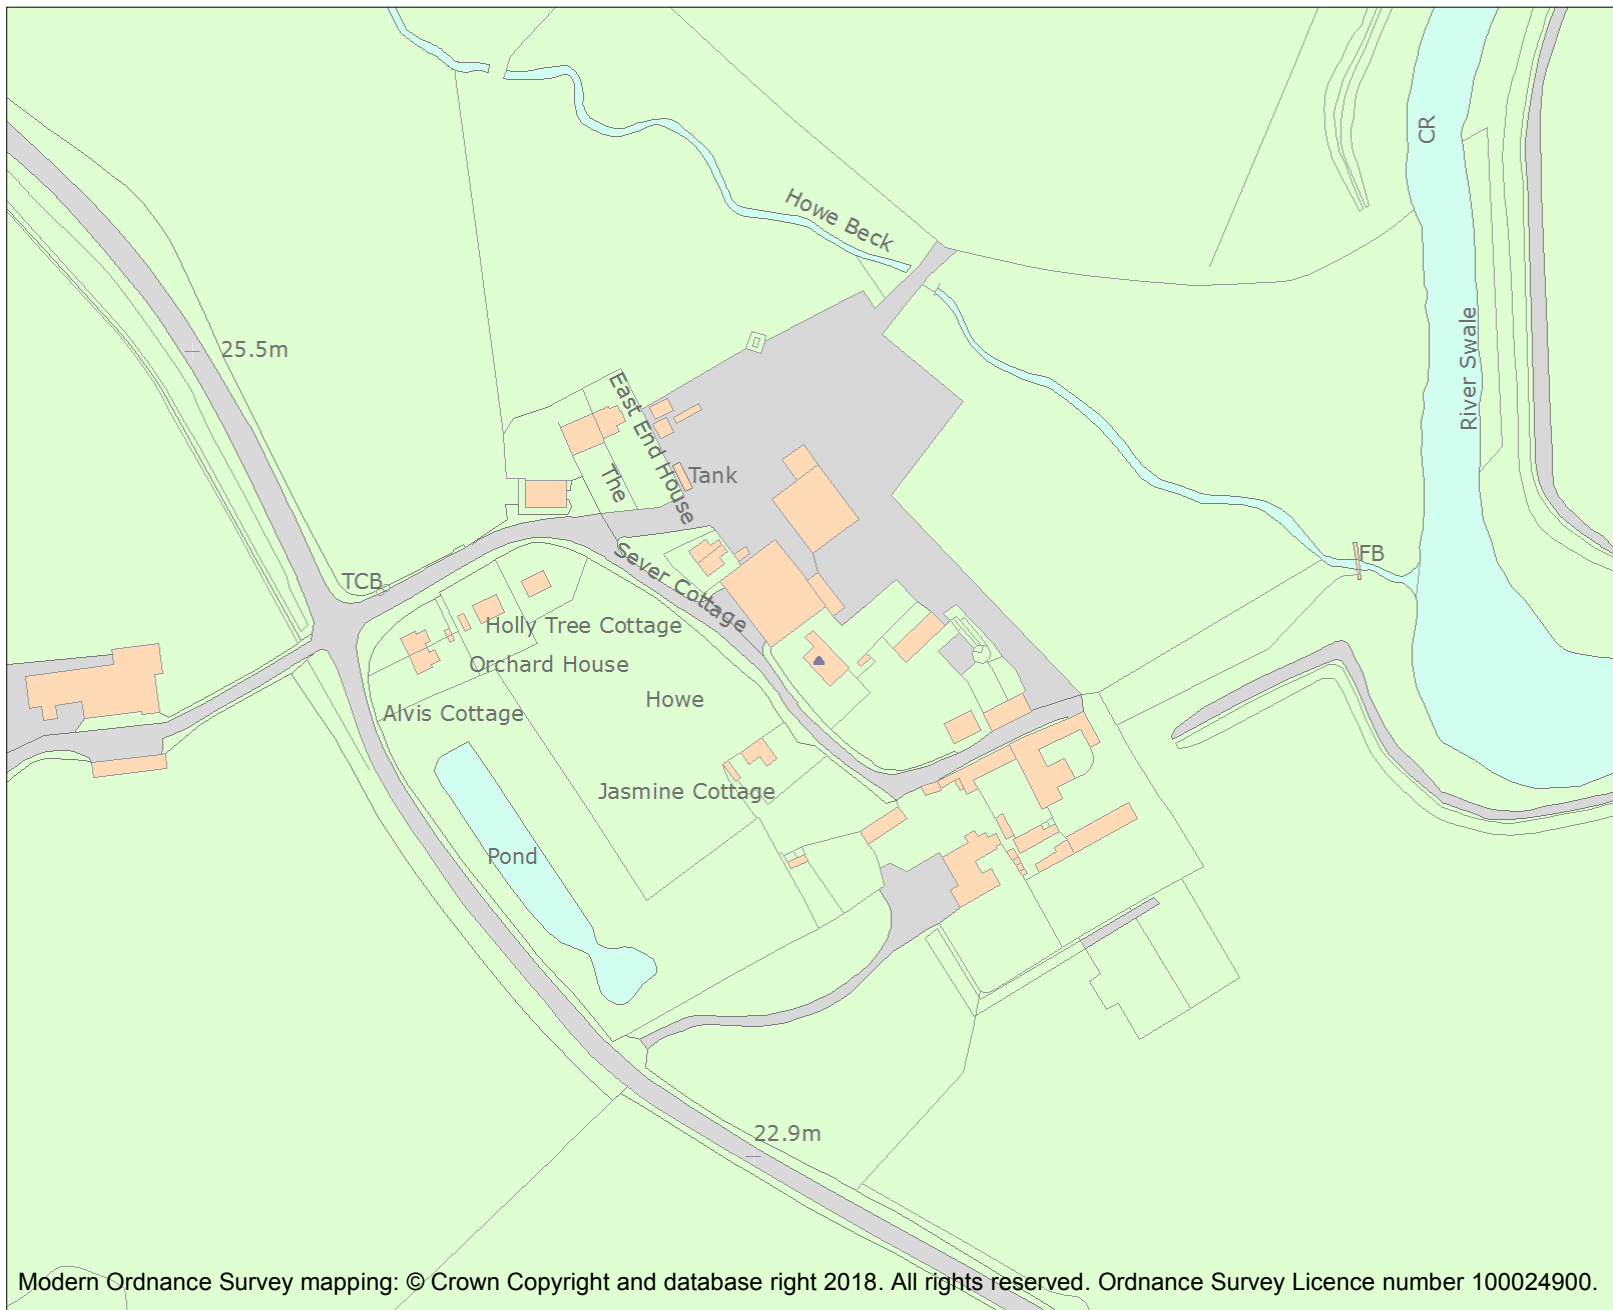 CR
Howe Beck
River Swale
25.5m
East End House
The
Tank
FB
Sever Cottage
TCB
Holly Tree Cottage
Orchard House
Howe
Alvis Cottage
Jasmine Cottage
Pond
22.9m
Modern Ordnance Survey mapping: © Crown Copyright and database right 2018. All rights reserved. Ordnance Survey Licence number 100024900.